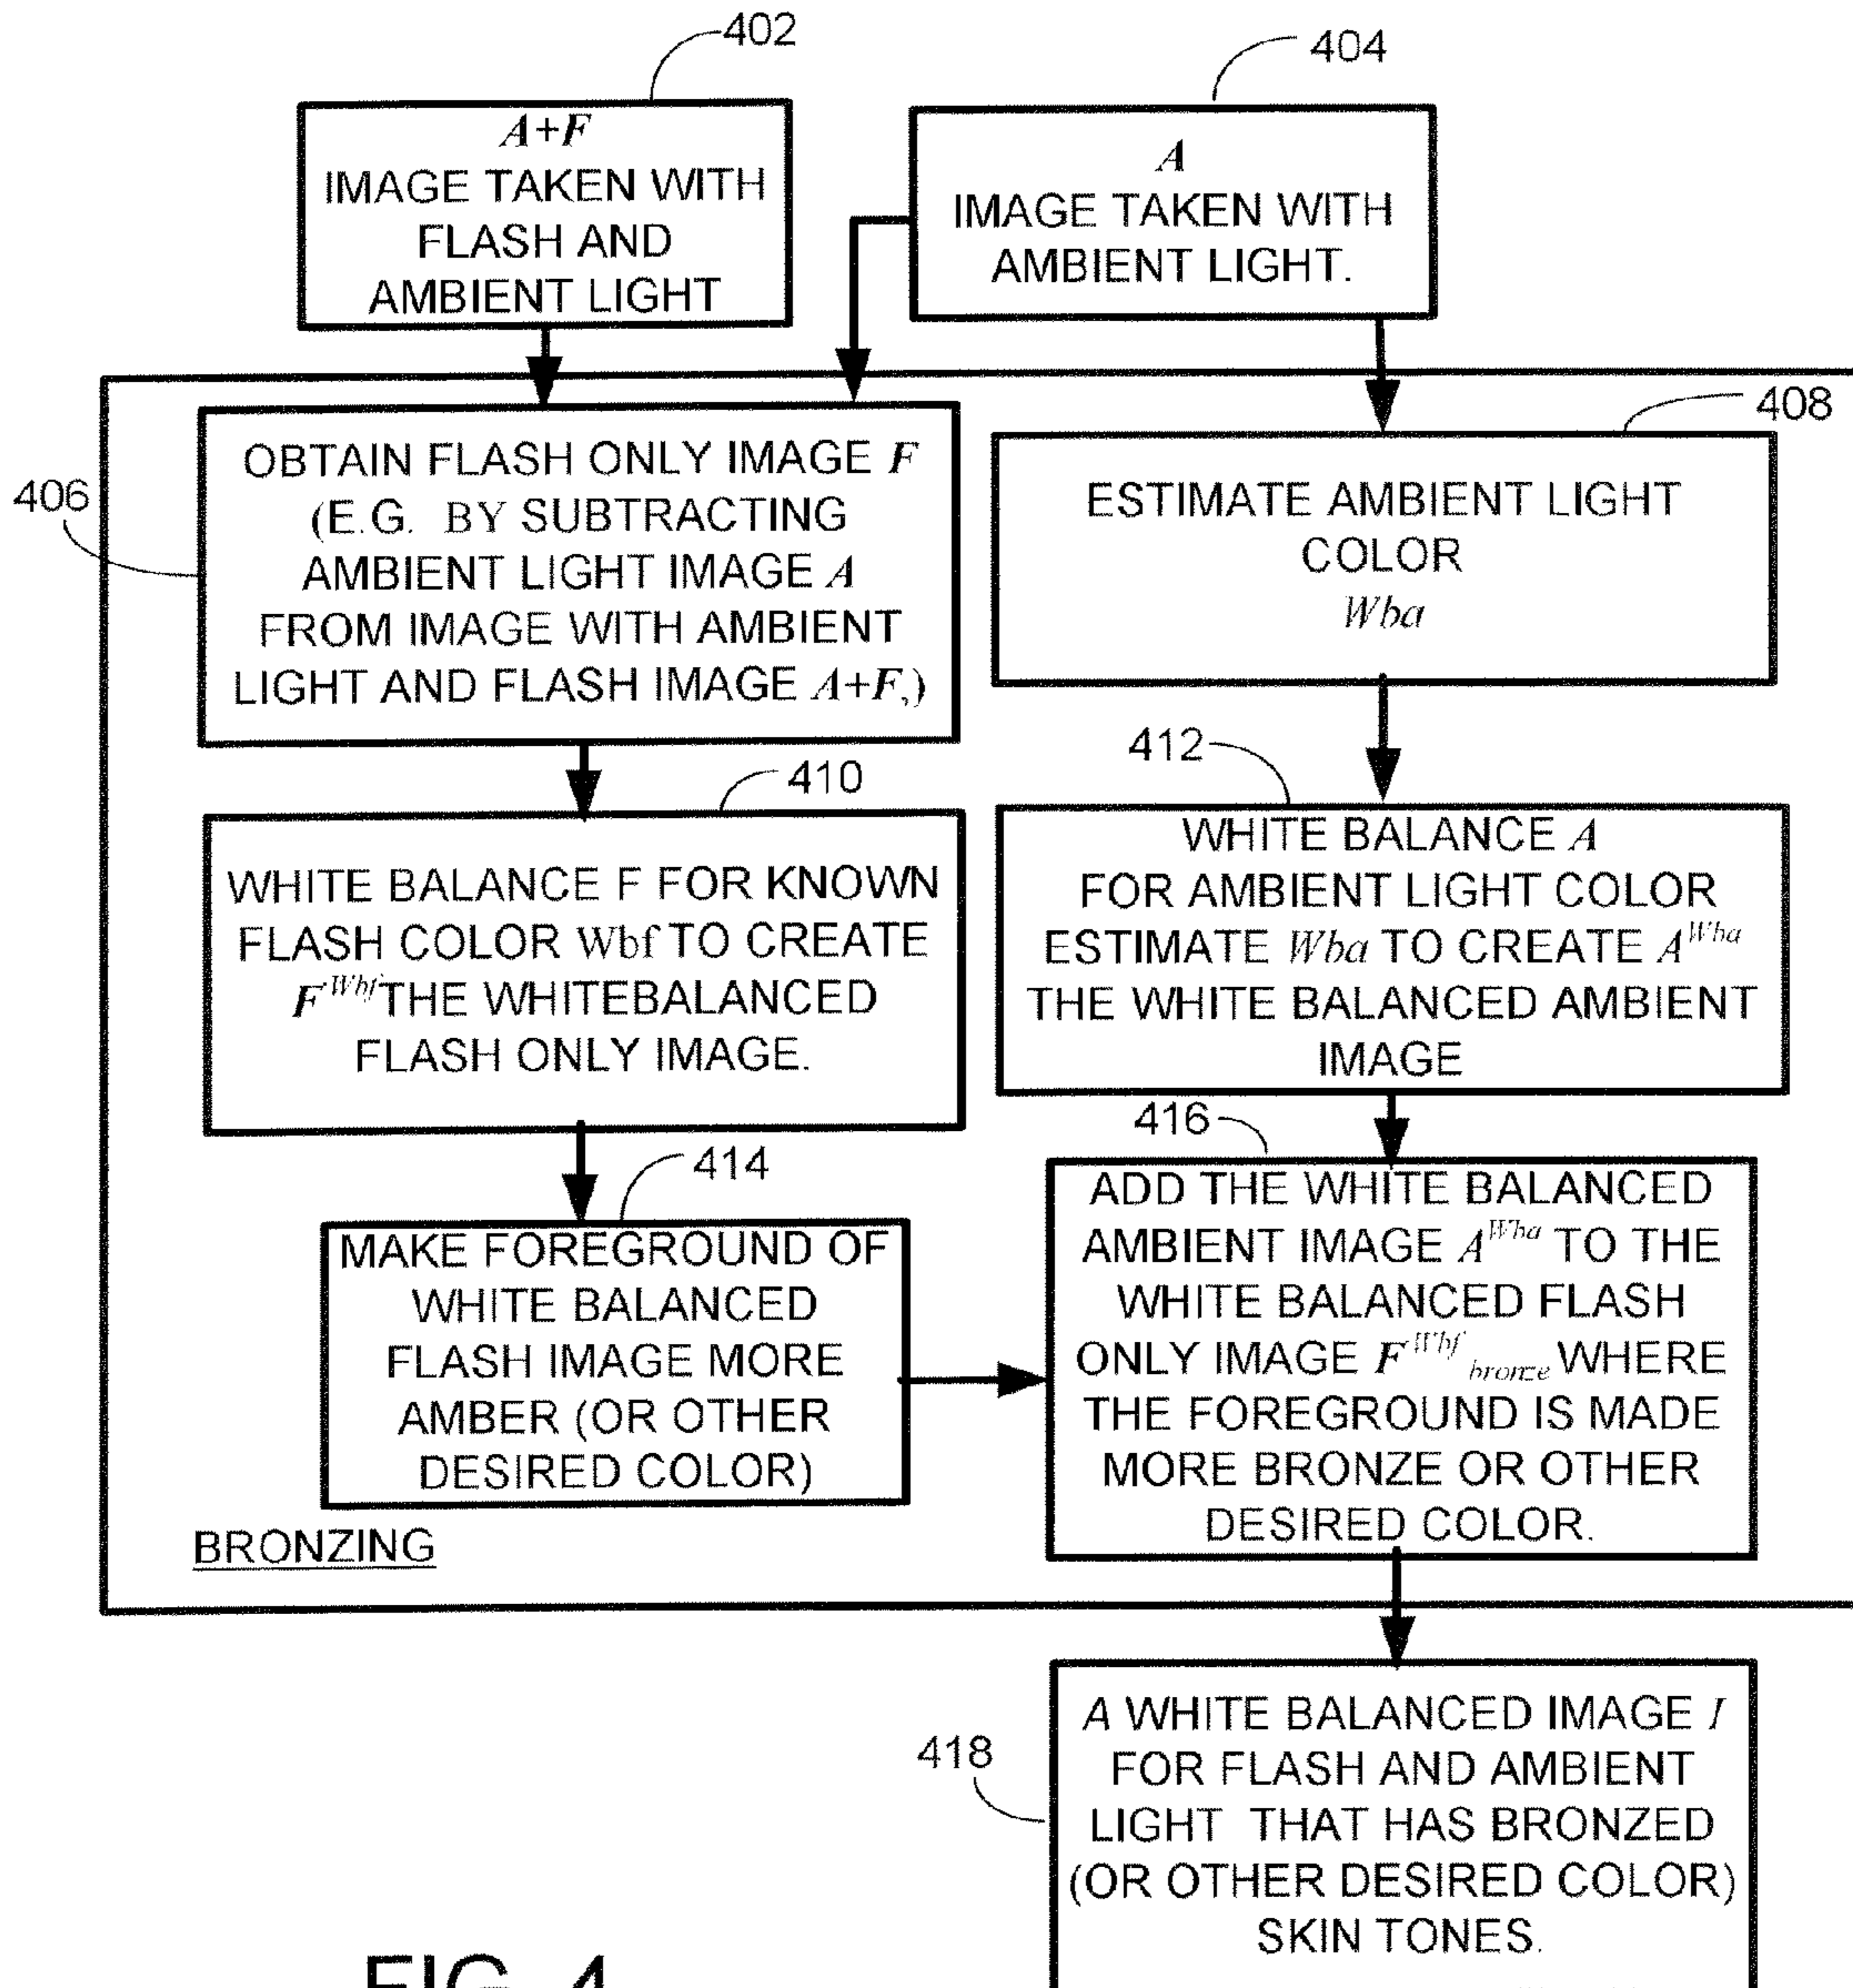 402
404
A+F
IMAGE TAKEN WITH
FLASH AND
AMBIENT LIGHT
A
IMAGE TAKEN WITH
AMBIENT LIGHT.
406
408
OBTAIN FLASH ONLY IMAGE F
(E.G. BY SUBTRACTING
AMBIENT LIGHT IMAGE A
FROM IMAGE WITH AMBIENT
LIGHT AND FLASH IMAGE A+F,)
ESTIMATE AMBIENT LIGHT
COLOR
Wba
410
412
WHITE BALANCE F FOR KNOWN
FLASH COLOR Wbf TO CREATE
F^Wbf THE WHITEBALANCED
FLASH ONLY IMAGE.
WHITE BALANCE A
FOR AMBIENT LIGHT COLOR
ESTIMATE Wba TO CREATE A^Wba
THE WHITE BALANCED AMBIENT
IMAGE
414
416
MAKE FOREGROUND OF
WHITE BALANCED
FLASH IMAGE MORE
AMBER (OR OTHER
DESIRED COLOR)
ADD THE WHITE BALANCED
AMBIENT IMAGE A^Wba TO THE
WHITE BALANCED FLASH
ONLY IMAGE F^Wbf_bronze WHERE
THE FOREGROUND IS MADE
MORE BRONZE OR OTHER
DESIRED COLOR.
BRONZING
418
A WHITE BALANCED IMAGE I
FOR FLASH AND AMBIENT
LIGHT THAT HAS BRONZED
(OR OTHER DESIRED COLOR)
SKIN TONES.
FIG. 4